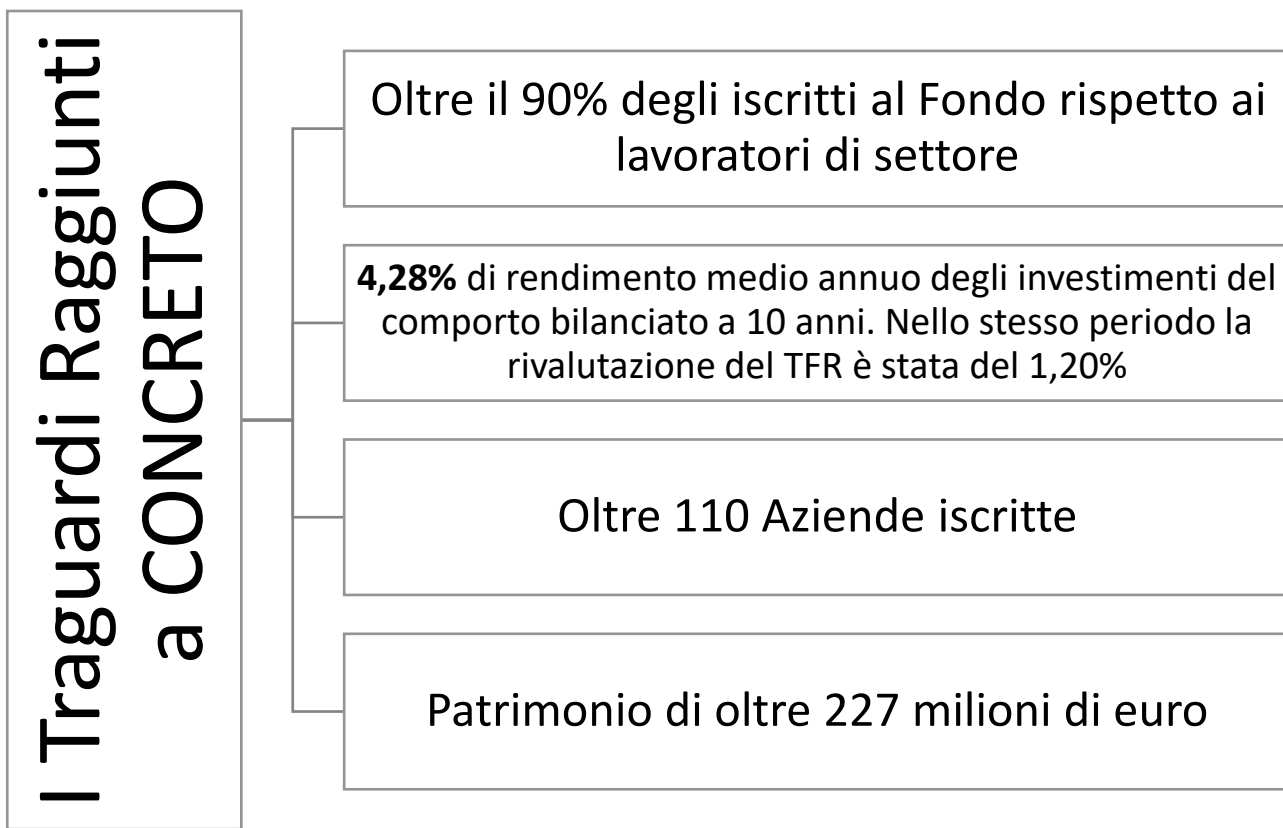 I Traguardi Raggiunti
a CONCRETO
Oltre il 90% degli iscritti al Fondo rispetto ai
lavoratori di settore
4,28% di rendimento medio annuo degli investimenti del
comporto bilanciato a 10 anni. Nello stesso periodo la
rivalutazione del TFR è stata del 1,20%
Oltre 110 Aziende iscritte
Patrimonio di oltre 227 milioni di euro